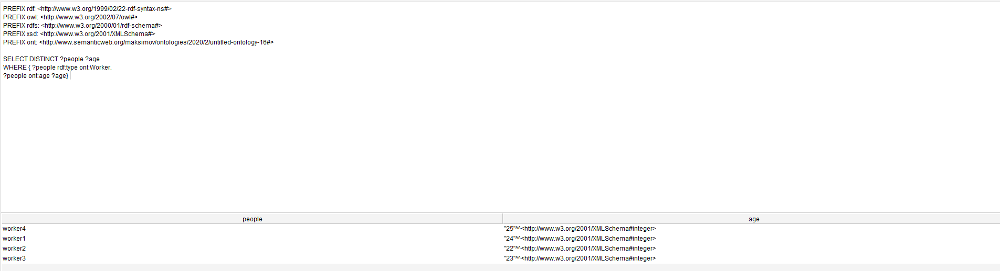 PREFIX rdf: <http://www.w3.org/1999/02/22-rdf-syntax-ns#>
PREFIX owl: <http://www.w3.org/2002/07/owl#>
PREFIX rdfs: <http://www.w3.org/2000/01/rdf-schema#>
PREFIX xsd: <http://www.w3.org/2001/XMLSchema#>
PREFIX ont: <http://www.semanticweb.org/maksimov/ontologies/2020/2/untitled-ontology-16#>
SELECT DISTINCT ?people ?age
WHERE { ?people rdf:type ont:Worker.
?people ont:age ?age}
people age
worker4 "25"^^<http://www.w3.org/2001/XMLSchema#integer>
worker1 "24"^^<http://www.w3.org/2001/XMLSchema#integer>
worker2 "22"^^<http://www.w3.org/2001/XMLSchema#integer>
worker3 "23"^^<http://www.w3.org/2001/XMLSchema#integer>